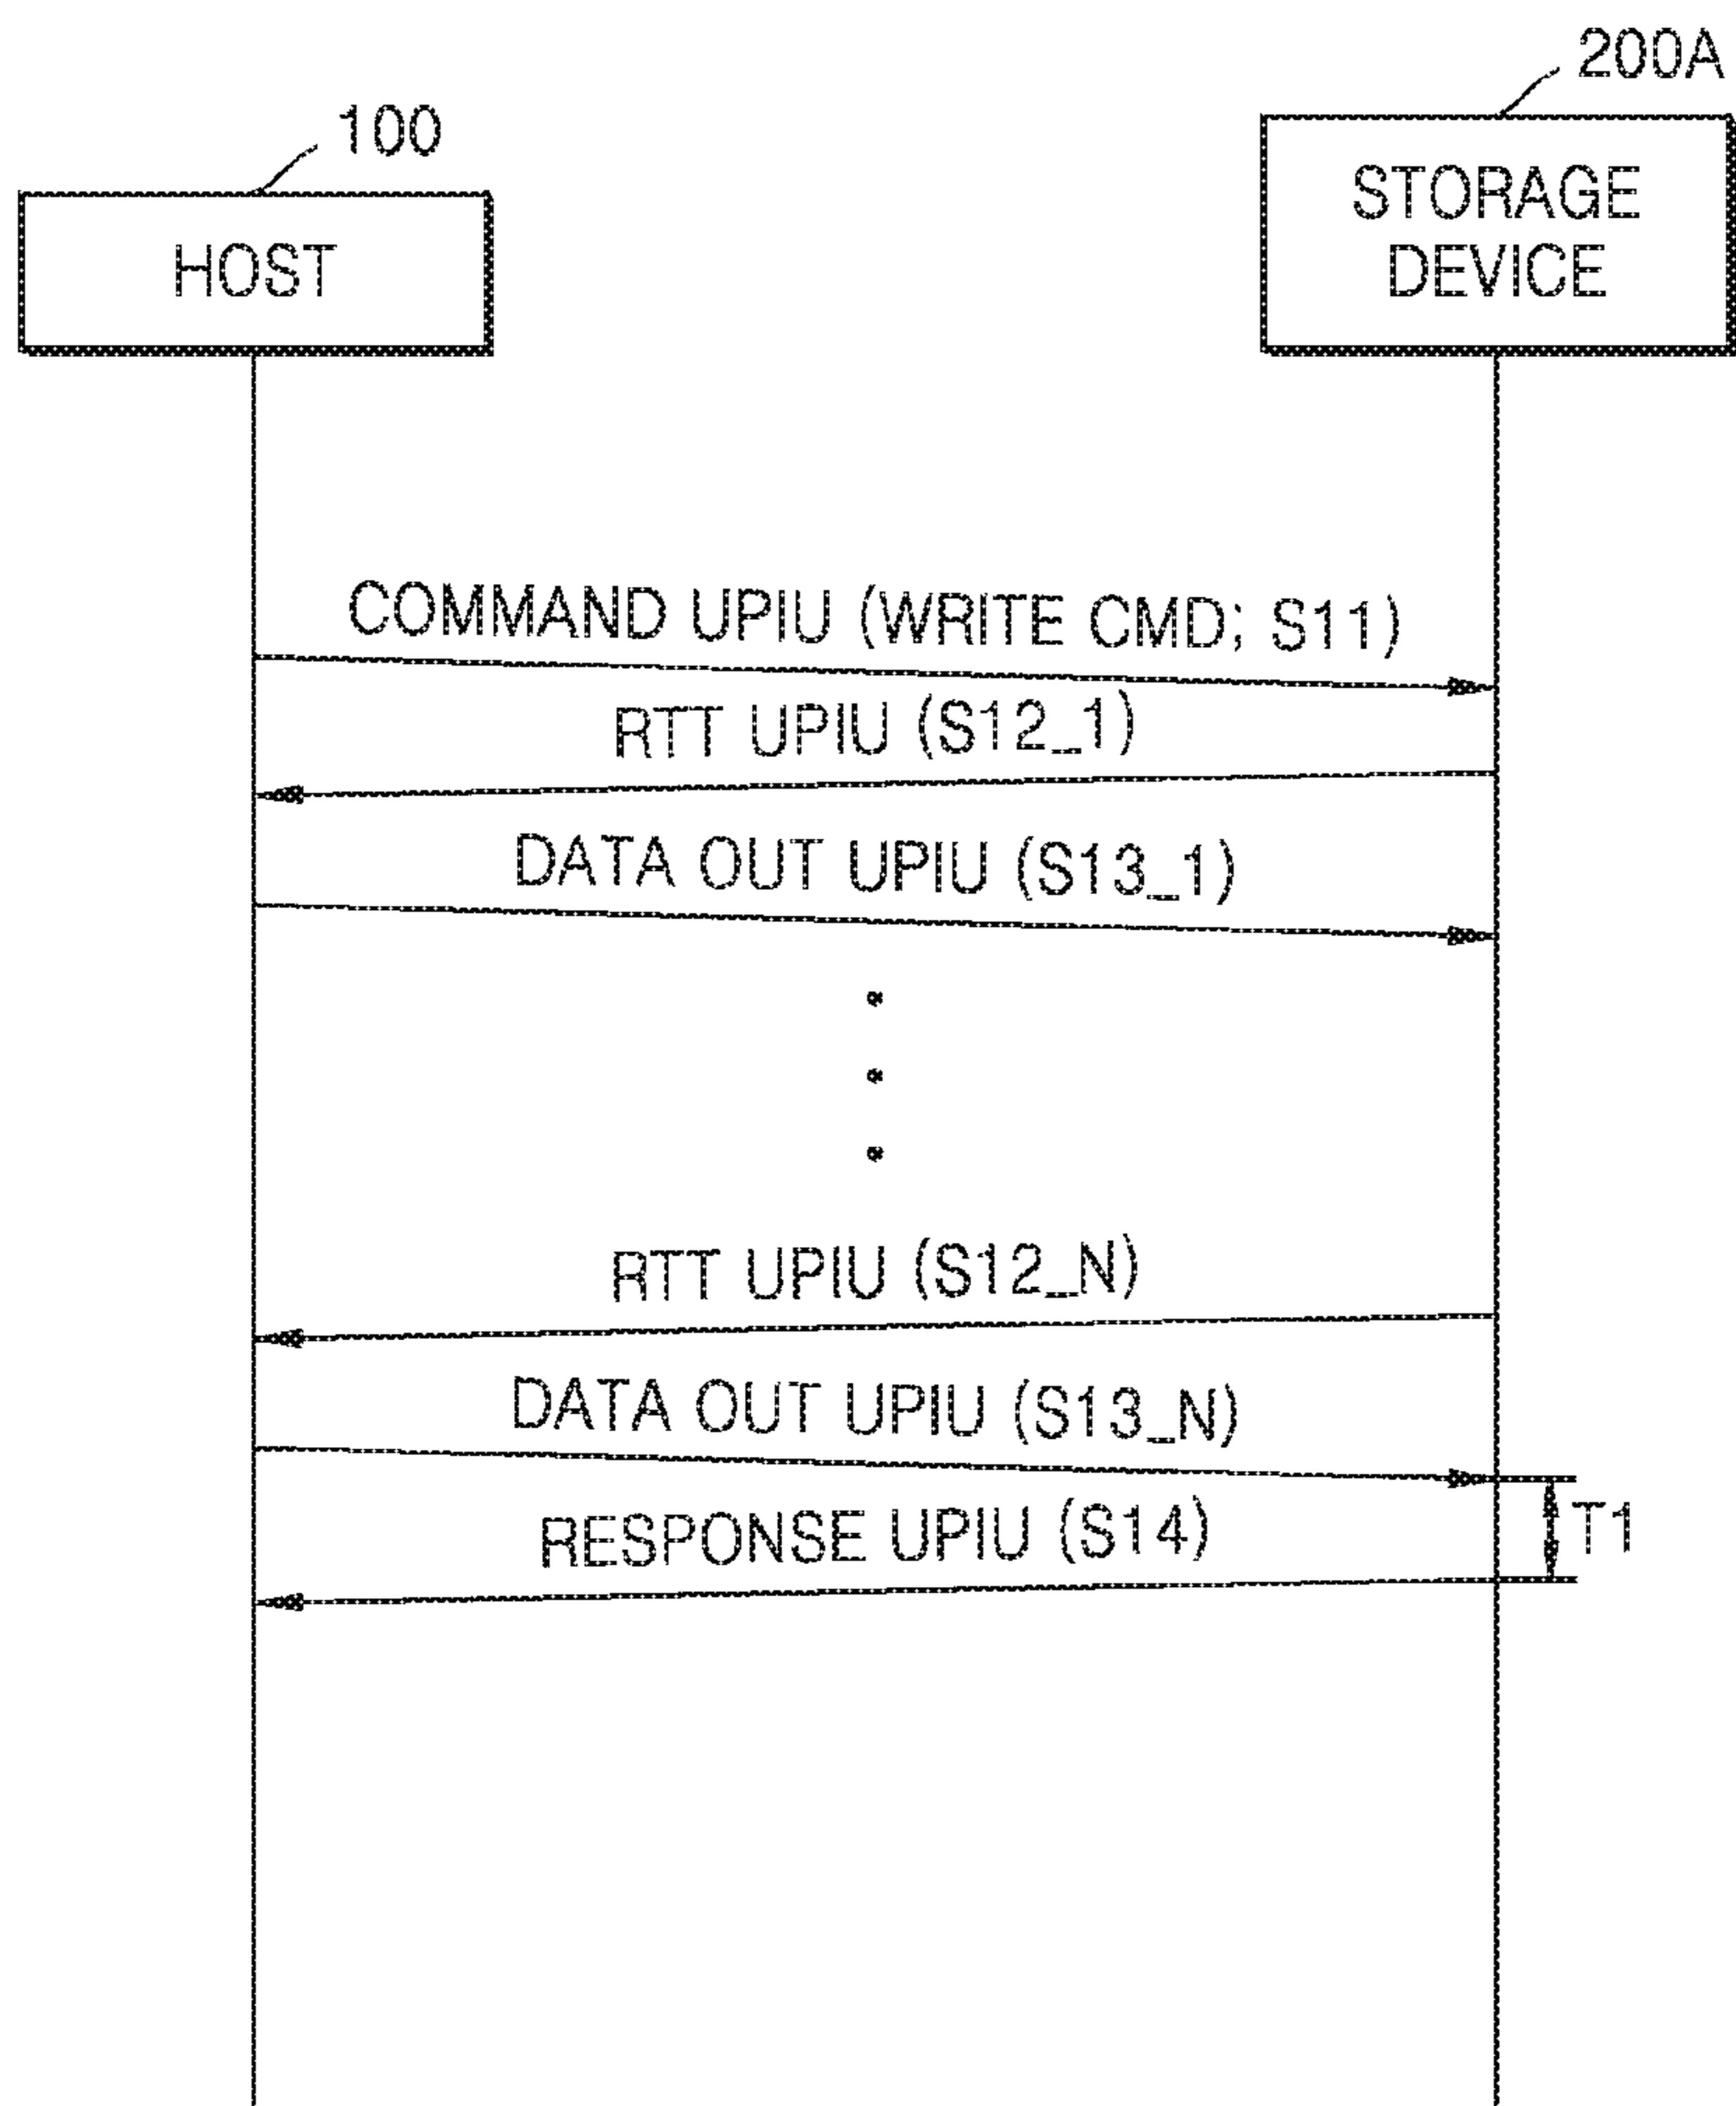 200A
100
STORAGE
DEVICE
HOST
COMMAND UPIU (WRITE CMD; S11)
RTT UPIU (S12_1)
DATA OUT UPIU (S13_1)
RTT UPIU (S12_N)
DATA OUT UPIU (S13_N)
RESPONSE UPIU (S14)
T1